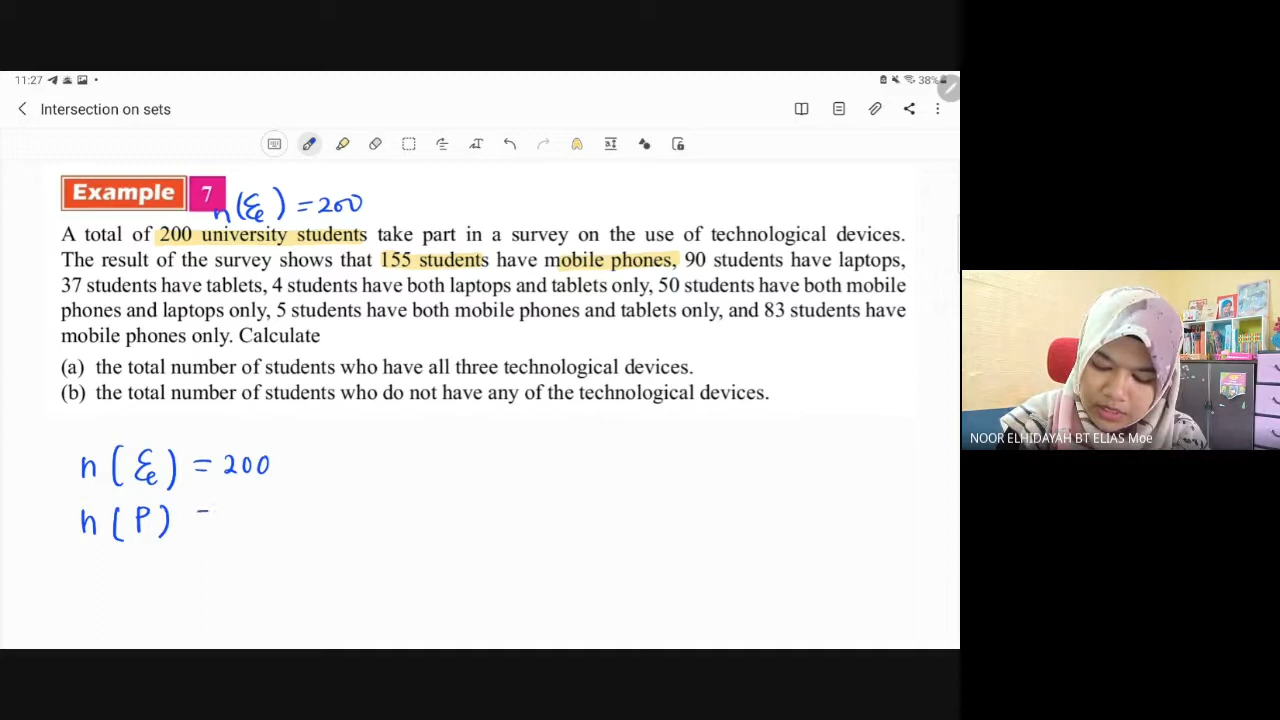 11:27
38%
Intersection on sets
Example 7
n(ξ) = 200
A total of 200 university students take part in a survey on the use of technological devices.
The result of the survey shows that 155 students have mobile phones, 90 students have laptops,
37 students have tablets, 4 students have both laptops and tablets only, 50 students have both mobile
phones and laptops only, 5 students have both mobile phones and tablets only, and 83 students have
mobile phones only. Calculate
(a) the total number of students who have all three technological devices.
(b) the total number of students who do not have any of the technological devices.
n(ξ) = 200
n(P) -
NOOR ELHIDAYAH BT ELIAS Moe